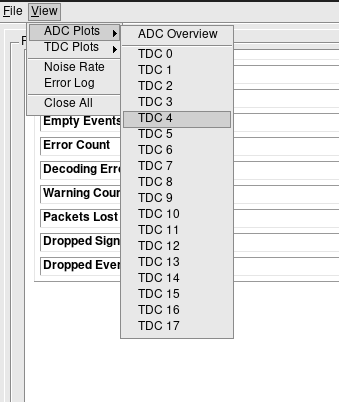 File View
ADC Plots
TDC Plots
Noise Rate
Error Log
Close All
ADC Overview
TDC 0
TDC 1
TDC 2
TDC 3
TDC 4
TDC 5
TDC 6
TDC 7
TDC 8
TDC 9
TDC 10
TDC 11
TDC 12
TDC 13
TDC 14
TDC 15
TDC 16
TDC 17
Empty Events
Error Count
Decoding Erro
Warning Coun
Packets Lost
Dropped Sign
Dropped Even